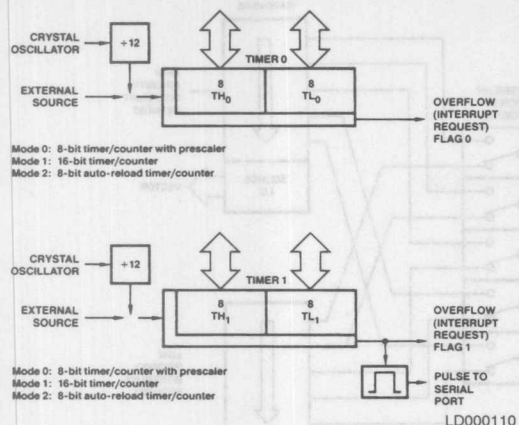 CRYSTAL
OSCILLATOR
÷12
TIMER 0
EXTERNAL
SOURCE
8
TH0
8
TL0
OVERFLOW
(INTERRUPT
REQUEST)
FLAG 0
Mode 0: 8-bit timer/counter with prescaler
Mode 1: 16-bit timer/counter
Mode 2: 8-bit auto-reload timer/counter
CRYSTAL
OSCILLATOR
÷12
TIMER 1
EXTERNAL
SOURCE
8
TH1
8
TL1
OVERFLOW
(INTERRUPT
REQUEST)
FLAG 1
Mode 0: 8-bit timer/counter with prescaler
Mode 1: 16-bit timer/counter
Mode 2: 8-bit auto-reload timer/counter
PULSE TO
SERIAL
PORT
LD000110